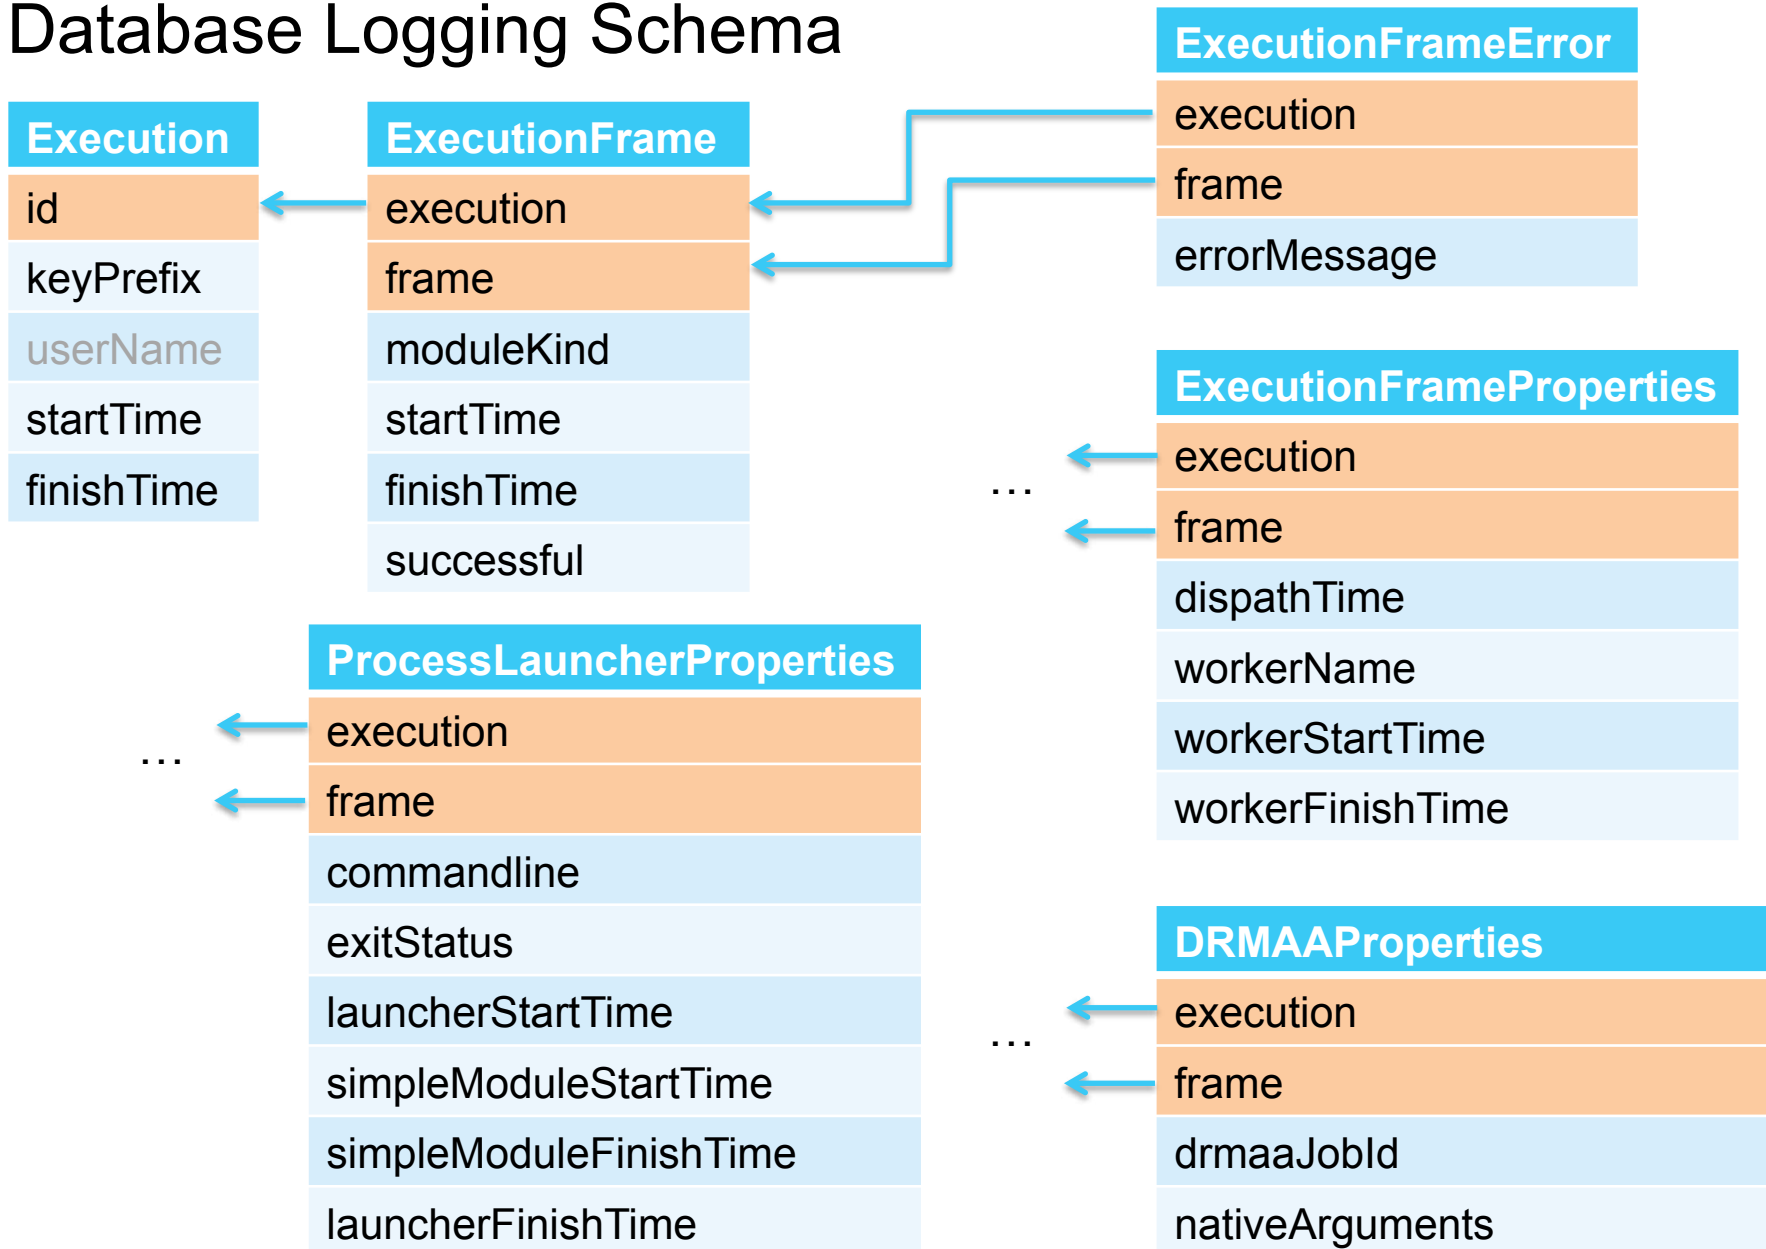 Database Logging Schema
Execution
id
keyPrefix
userName
startTime
finishTime
ExecutionFrame
execution
frame
moduleKind
startTime
finishTime
successful
ExecutionFrameError
execution
frame
errorMessage
ExecutionFrameProperties
...
execution
frame
dispathTime
workerName
workerStartTime
workerFinishTime
ProcessLauncherProperties
...
execution
frame
commandline
exitStatus
launcherStartTime
simpleModuleStartTime
simpleModuleFinishTime
launcherFinishTime
DRMAAProperties
...
execution
frame
drmaaJobId
nativeArguments